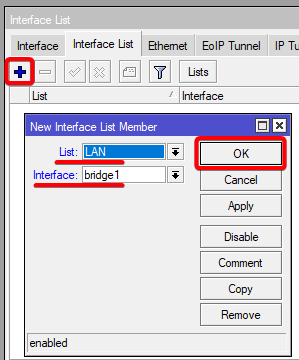 Interface List
Interface Interface List Ethernet EoIP Tunnel IP Tu
Lists
List Interface
New Interface List Member
List: LAN
Interface: bridge1
OK
Cancel
Apply
Disable
Comment
Copy
Remove
enabled